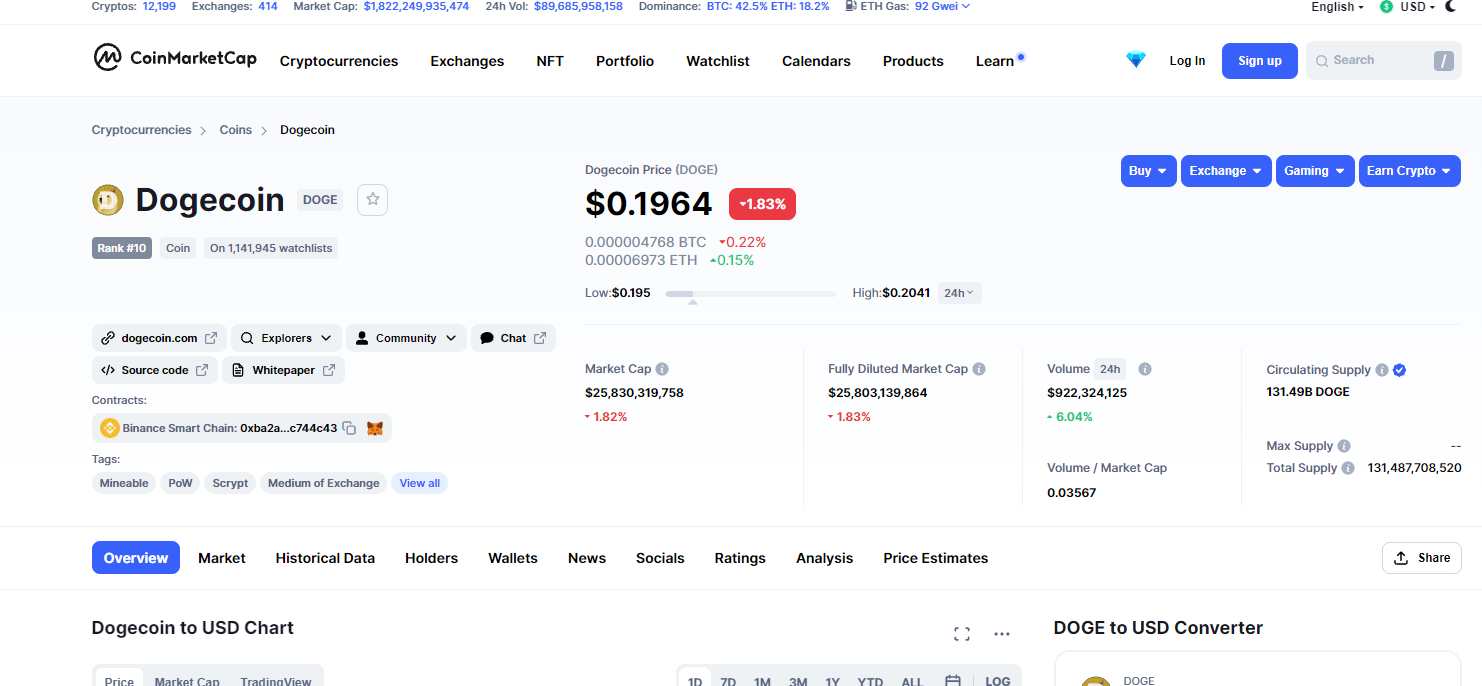 Cryptos: 12,199 Exchanges: 414 Market Cap: $1,822,249,935,474 24h Vol: $89,685,958,158 Dominance: BTC: 42.5% ETH: 18.2% ETH Gas: 92 Gwei English USD
CoinMarketCap Cryptocurrencies Exchanges NFT Portfolio Watchlist Calendars Products Learn Log In Sign up Search /
Cryptocurrencies > Coins > Dogecoin
Dogecoin DOGE
Rank #10 Coin On 1,141,945 watchlists
dogecoin.com Explorers Community Chat
Source code Whitepaper
Contracts:
Binance Smart Chain: 0xba2a...c744c43
Tags:
Mineable PoW Scrypt Medium of Exchange View all
Dogecoin Price (DOGE)
$0.1964 1.83%
0.000004768 BTC 0.22%
0.00006973 ETH 0.15%
Low:$0.195 High:$0.2041 24h
Buy Exchange Gaming Earn Crypto
Market Cap
$25,830,319,758
1.82%
Fully Diluted Market Cap
$25,803,139,864
1.83%
Volume 24h
$922,324,125
6.04%
Volume / Market Cap
0.03567
Circulating Supply
131.49B DOGE
Max Supply --
Total Supply 131,487,708,520
Overview Market Historical Data Holders Wallets News Socials Ratings Analysis Price Estimates Share
Dogecoin to USD Chart
Price Market Cap TradingView 1D 7D 1M 3M 1Y YTD ALL LOG
DOGE to USD Converter
DOGE